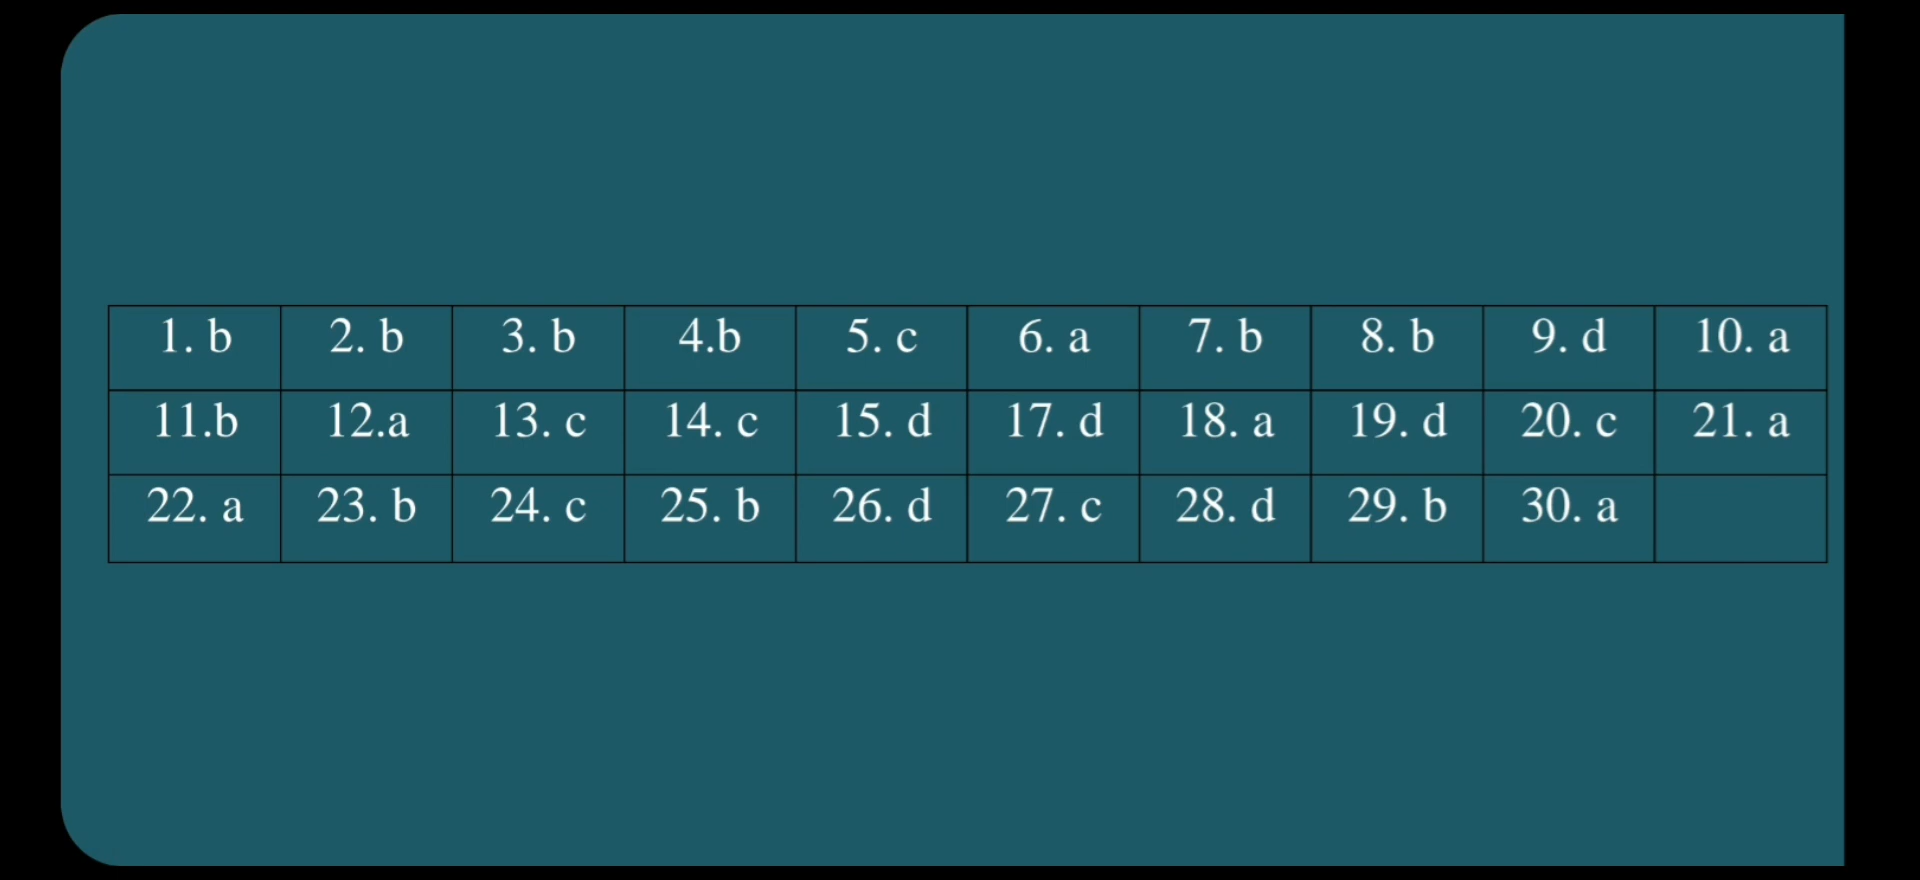 1. b 2. b 3. b 4.b 5. c 6. a 7. b 8. b 9. d 10. a
11.b 12.a 13. c 14. c 15. d 17. d 18. a 19. d 20. c 21. a
22. a 23. b 24. c 25. b 26. d 27. c 28. d 29. b 30. a